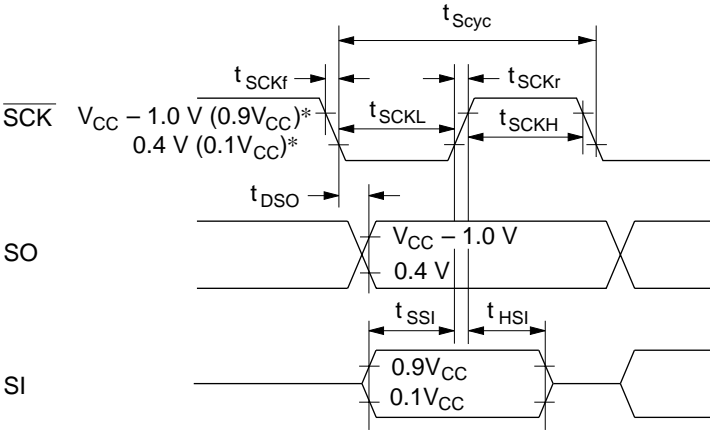 tScyc
tSCKf
tSCKr
SCK VCC – 1.0 V (0.9VCC)*
tSCKL
tSCKH
0.4 V (0.1VCC)*
tDSO
SO
VCC – 1.0 V
0.4 V
tSSI
tHSI
SI
0.9VCC
0.1VCC